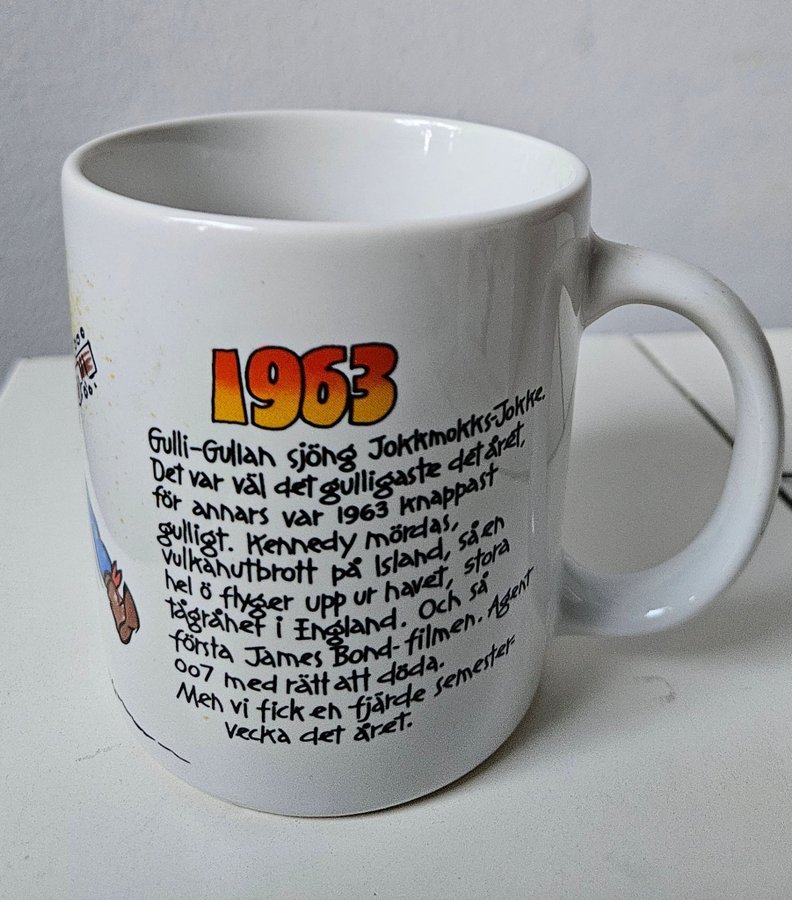 1963
Gulli-Gullan sjöng Jokkmokks-Jokke.
Det var väl det gulligaste det året,
för annars var 1963 knappast
gulligt. Kennedy mördas,
vulkanutbrott på Island, så en
hel ö flyger upp ur havet, stora
tågrånet i England. Och så
första James Bond-filmen. Agent
007 med rätt att döda.
Men vi fick en fjärde semester-
vecka det året.